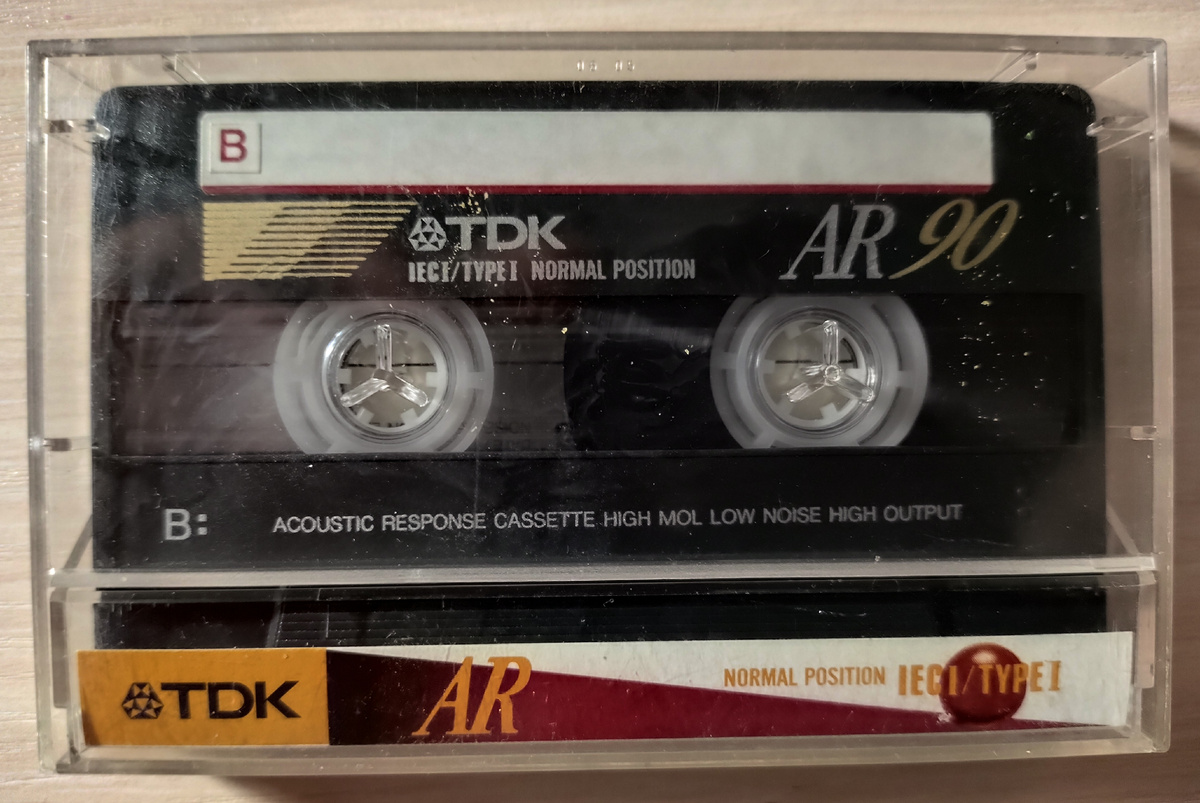 B
TDK
AR 90
IEC I/TYPE I NORMAL POSITION
B:
ACOUSTIC RESPONSE CASSETTE HIGH MOL LOW NOISE HIGH OUTPUT
TDK
AR
NORMAL POSITION IEC I/TYPE I